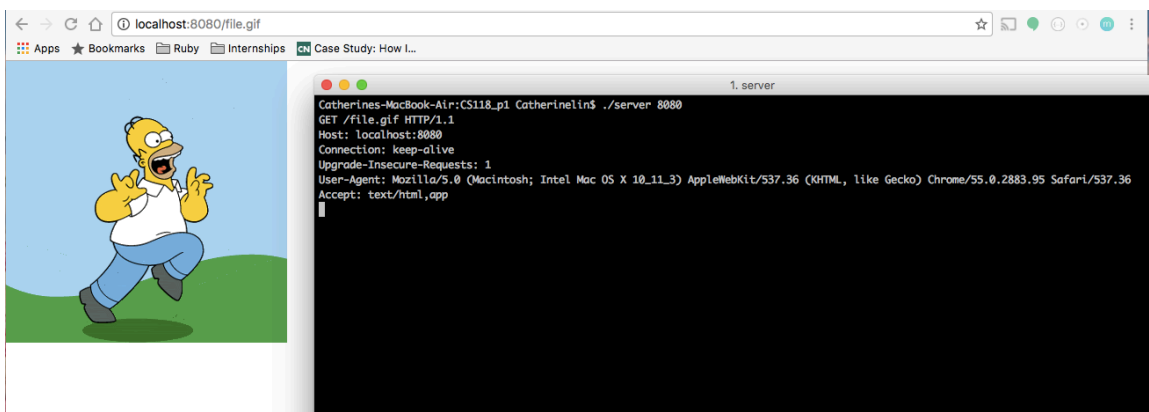 localhost:8080/file.gif
m
Apps Bookmarks Ruby Internships CN Case Study: How I...
1. server
Catherines-MacBook-Air:CS118_p1 Catherinelin$ ./server 8080
GET /file.gif HTTP/1.1
Host: localhost:8080
Connection: keep-alive
Upgrade-Insecure-Requests: 1
User-Agent: Mozilla/5.0 (Macintosh; Intel Mac OS X 10_11_3) AppleWebKit/537.36 (KHTML, like Gecko) Chrome/55.0.2883.95 Safari/537.36
Accept: text/html,app